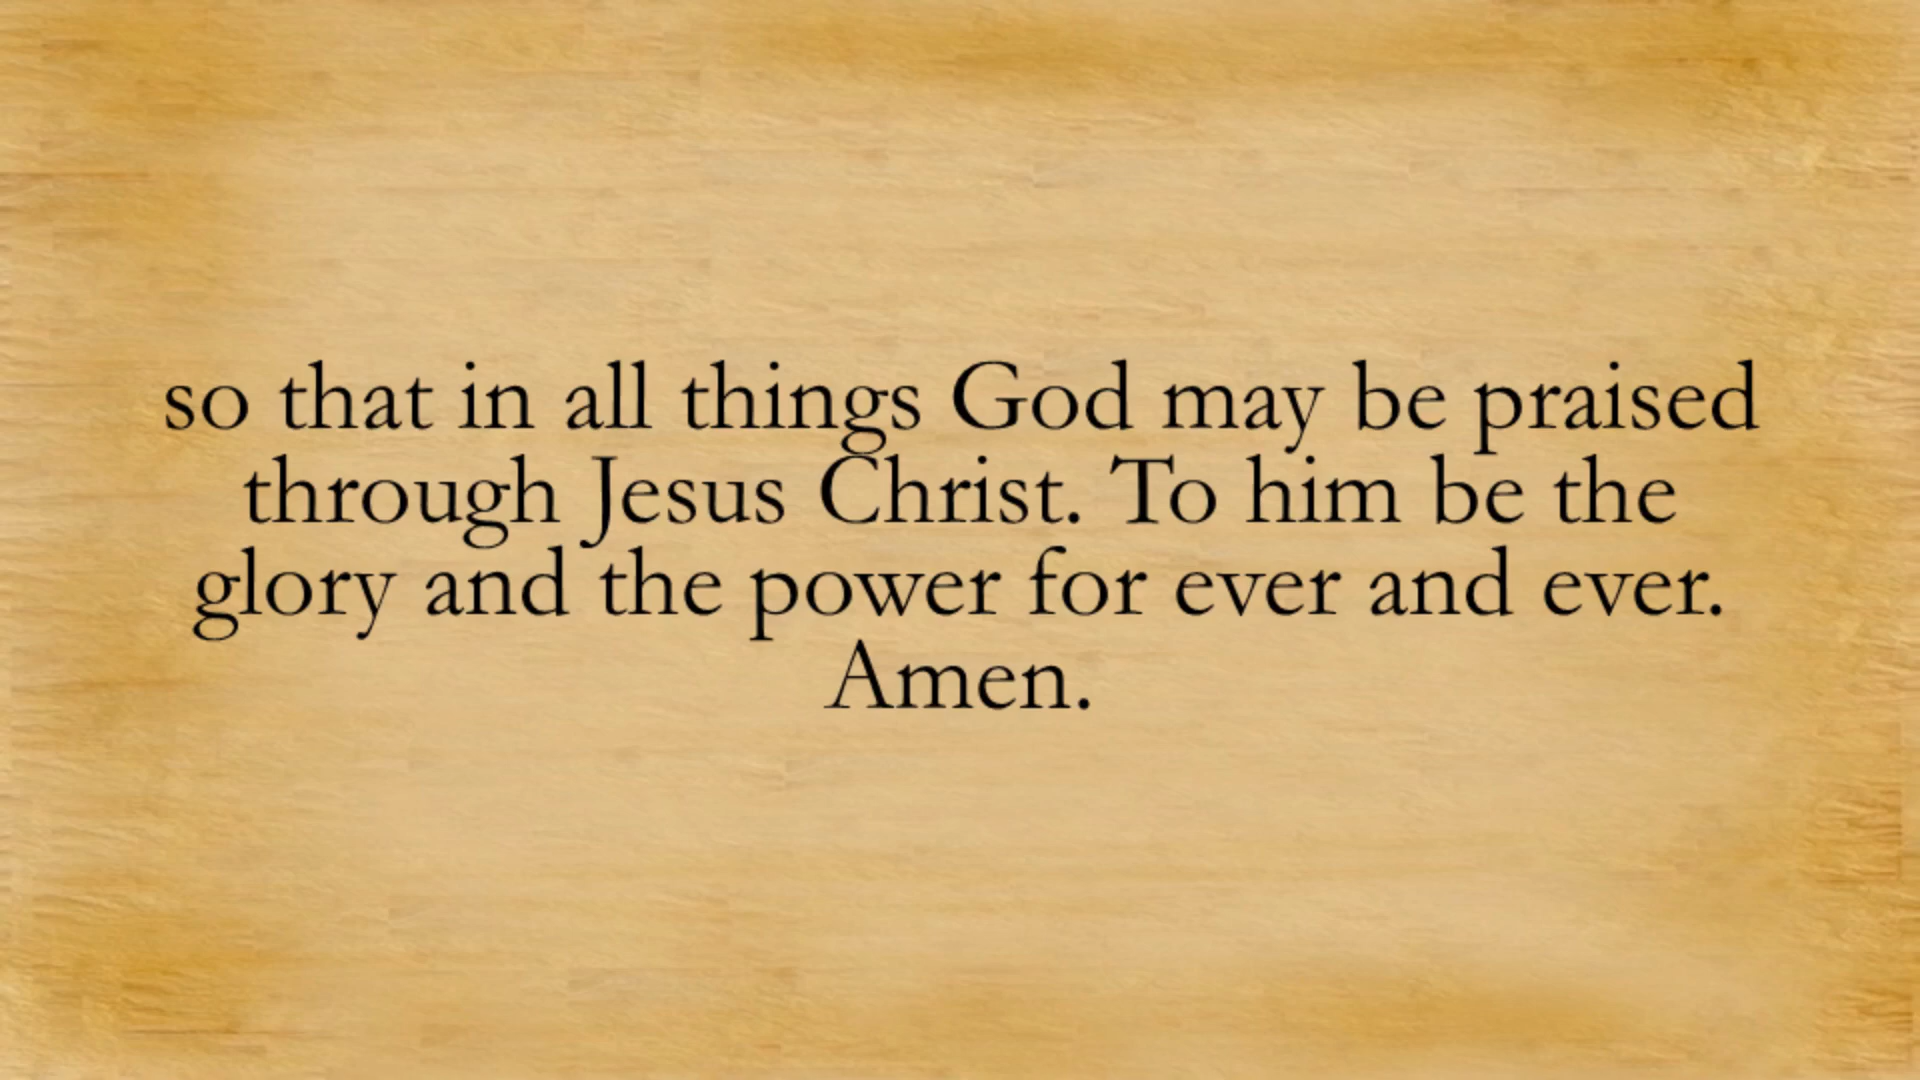 so that in all things God may be praised
through Jesus Christ. To him be the
glory and the power for ever and ever.
Amen.